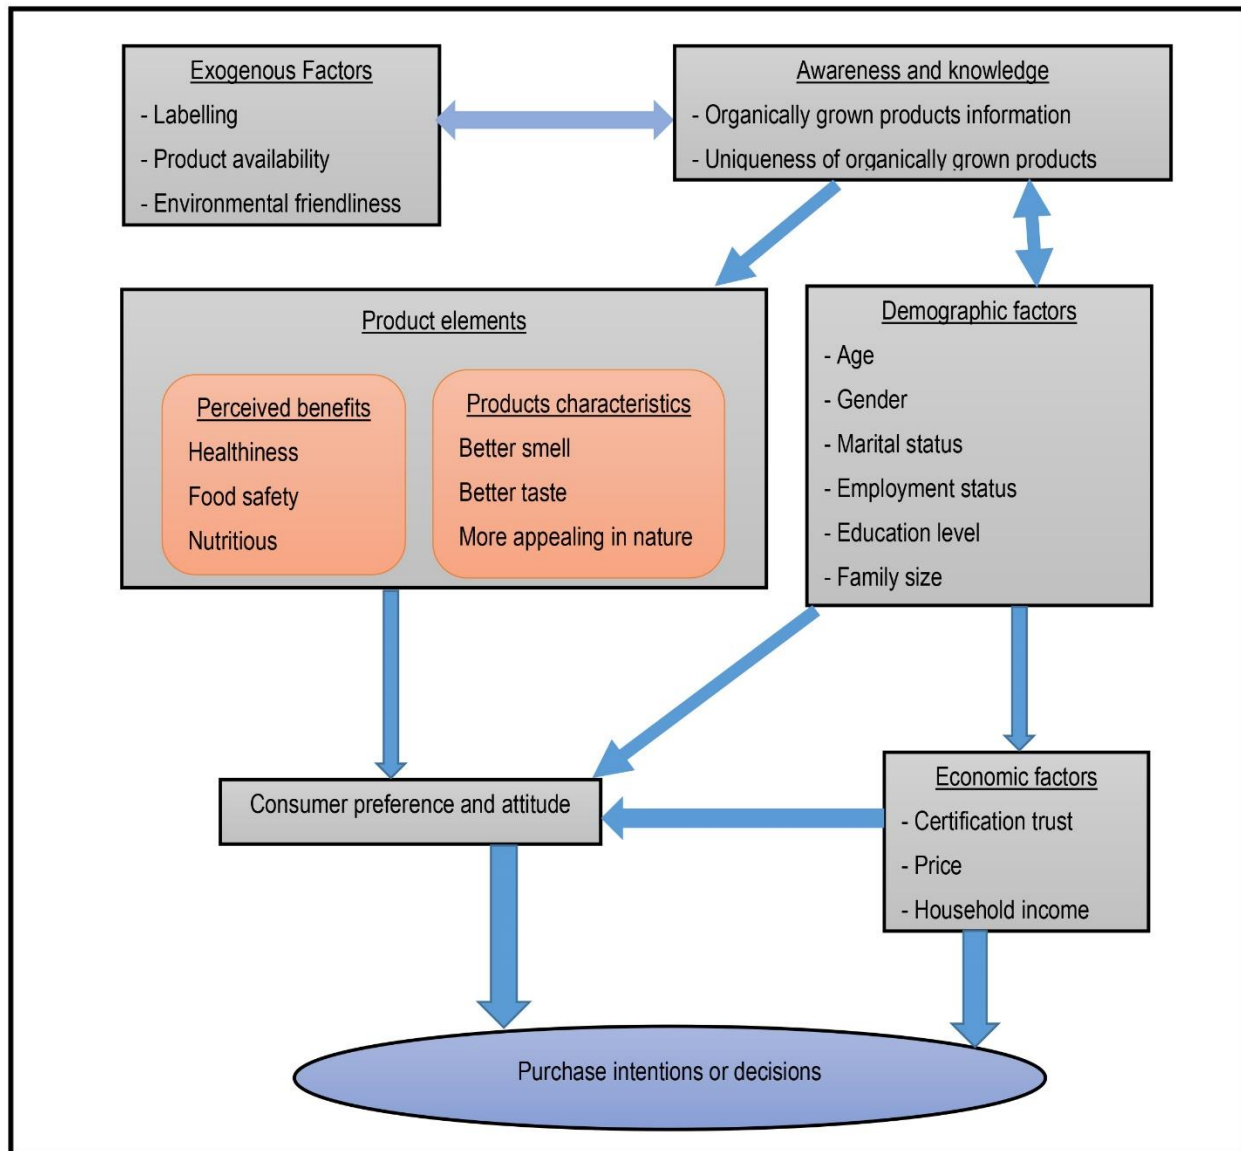 Exogenous Factors
- Labelling
- Product availability
- Environmental friendliness
Awareness and knowledge
- Organically grown products information
- Uniqueness of organically grown products
Product elements
Perceived benefits
Healthiness
Food safety
Nutritious
Products characteristics
Better smell
Better taste
More appealing in nature
Demographic factors
- Age
- Gender
- Marital status
- Employment status
- Education level
- Family size
Consumer preference and attitude
Economic factors
- Certification trust
- Price
- Household income
Purchase intentions or decisions